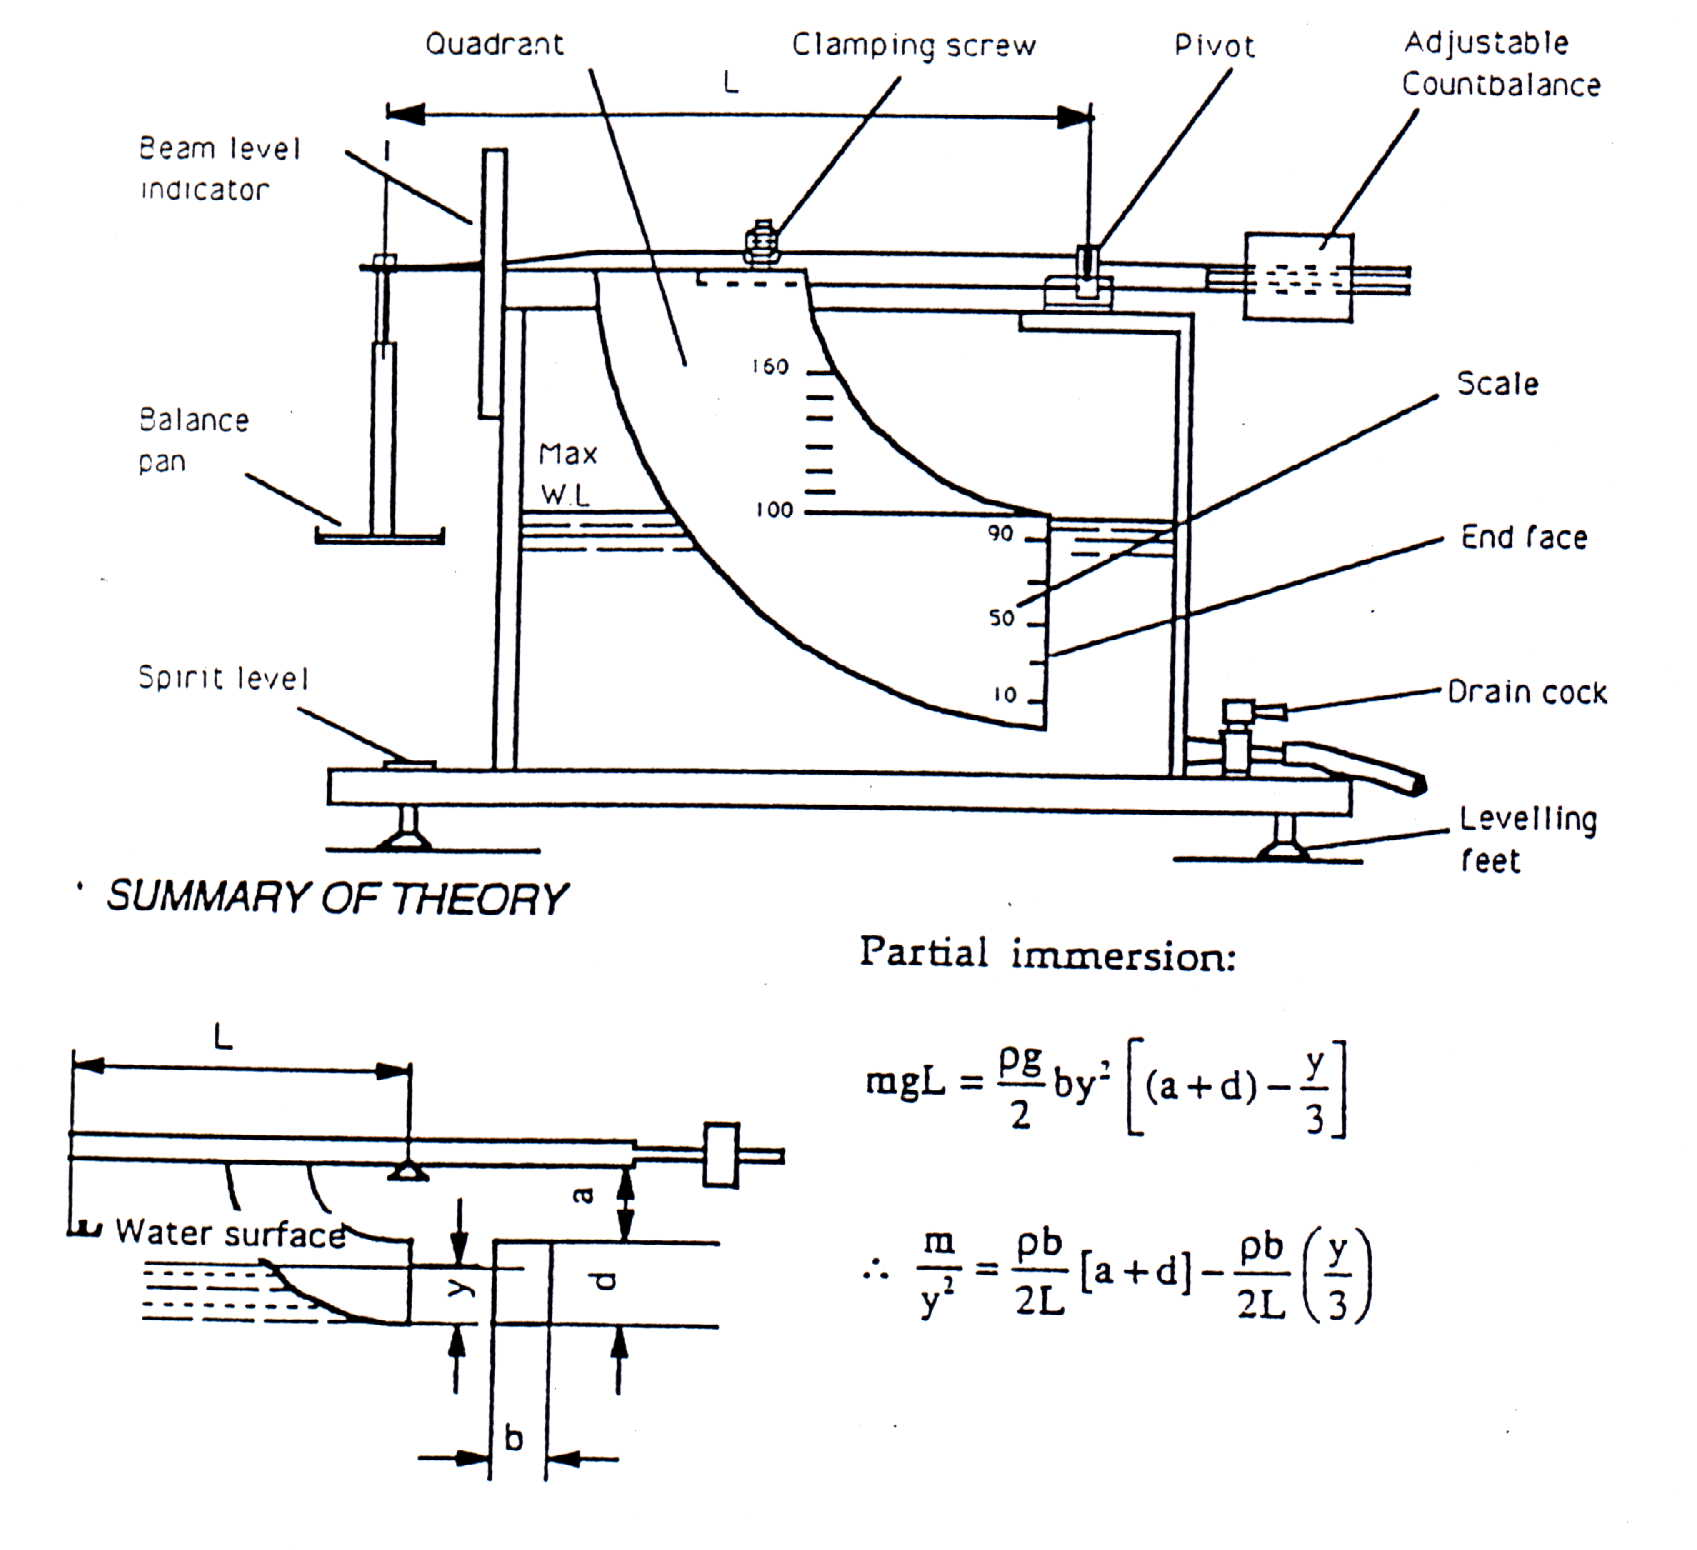 Quadrant
Clamping screw
Pivot
Adjustable
Countbalance
L
Beam level
indicator
160
Scale
Balance
pan
Max
W.L
100
90
End face
50
Spirit level
10
Drain cock
Levelling
feet
SUMMARY OF THEORY
Partial immersion:
L
mgL = ρg/2 by² [(a + d) – y/3]
a
Water surface
y
d
∴ m/y² = ρb/2L [a + d] – ρb/2L (y/3)
b